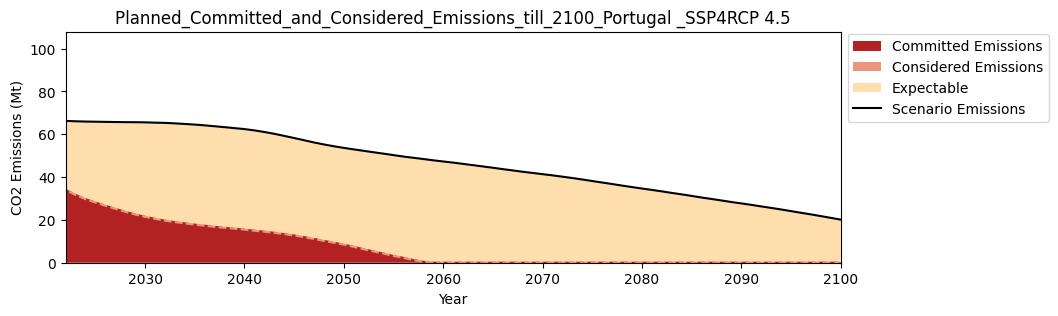 Planned_Committed_and_Considered_Emissions_till_2100_Portugal _SSP4RCP 4.5
Committed Emissions
Considered Emissions
Expectable
Scenario Emissions
CO2 Emissions (Mt)
100
80
60
40
20
0
2030 2040 2050 2060 2070 2080 2090 2100
Year